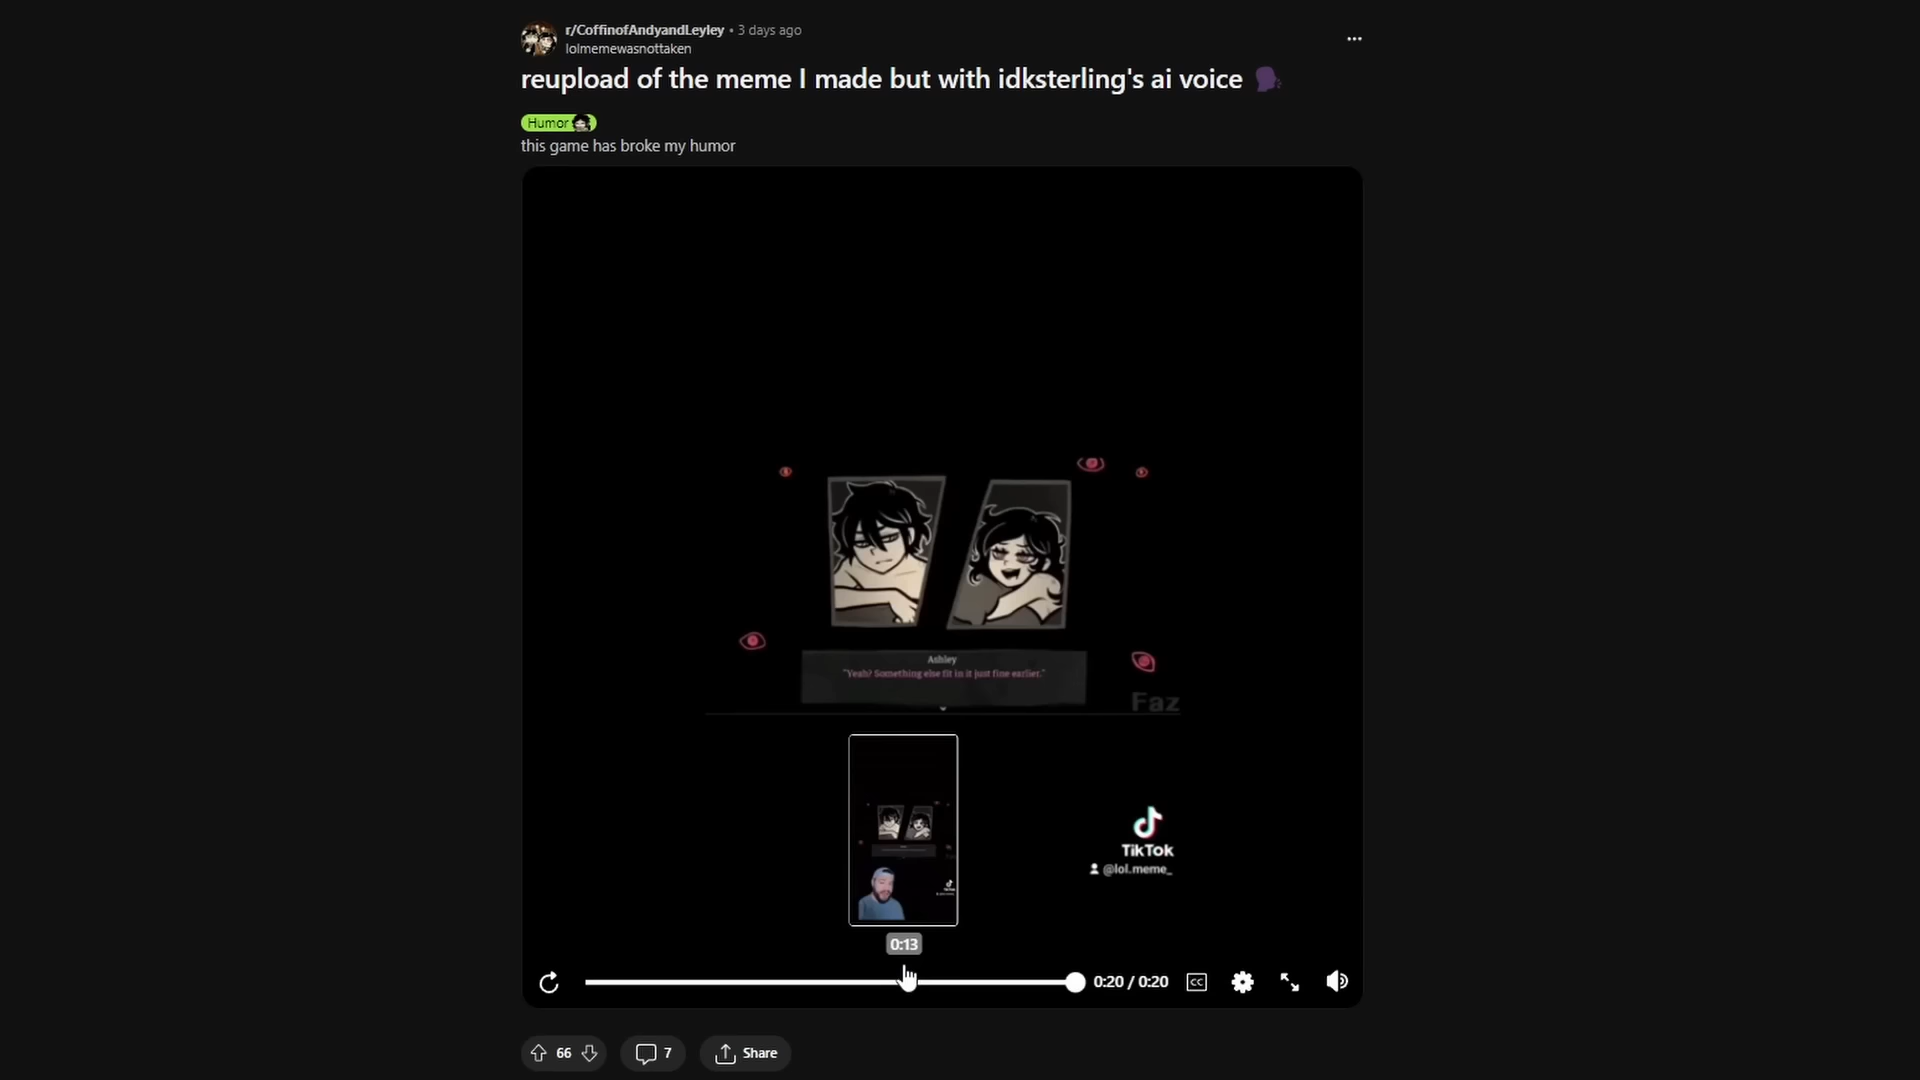 r/CoffinofAndyandLeyley • 3 days ago
lolmemewasnottaken
reupload of the meme I made but with idksterling's ai voice
Humor
this game has broke my humor
Ashley
"Yeah? Something else fit in it just fine earlier."
Faz
TikTok
@lol.meme_
0:13
0:20 / 0:20
CC
66
7
Share